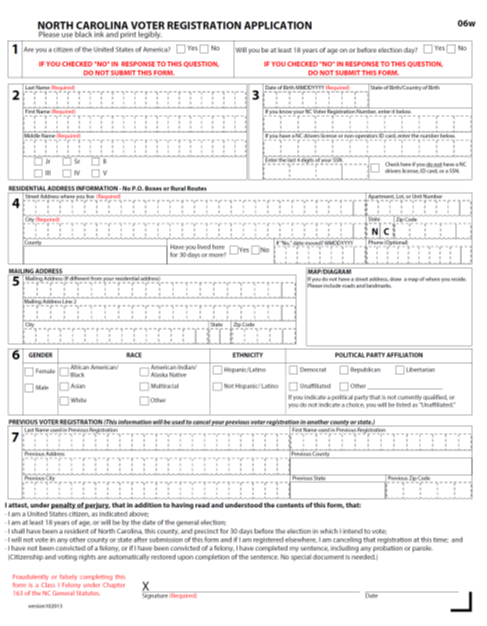 NORTH CAROLINA VOTER REGISTRATION APPLICATION
06w
Please use black ink and print legibly.
1 Are you a citizen of the United States of America? Yes No
Will you be at least 18 years of age on or before election day? Yes No
IF YOU CHECKED "NO" IN RESPONSE TO THIS QUESTION,
DO NOT SUBMIT THIS FORM.
IF YOU CHECKED "NO" IN RESPONSE TO THIS QUESTION,
DO NOT SUBMIT THIS FORM.
2 Last Name (Required)
First Name (Required)
Middle Name (Required)
Jr Sr II
III IV V
3 Date of Birth MMDDYYYY (Required) State of Birth/Country of Birth
If you know your NC Voter Registration Number, enter it below.
If you have a NC drivers license or non-operators ID card, enter the number below.
Enter the last 4 digits of your SSN.
Check here if you do not have a NC
drivers license, ID card, or a SSN.
RESIDENTIAL ADDRESS INFORMATION - No P.O. Boxes or Rural Routes
4 Street Address where you live (Required) Apartment, Lot, or Unit Number
City (Required) State Zip Code
N C
County
Have you lived here
for 30 days or more? Yes No
If "No," date moved? MMDDYYYY
Phone (Optional)
MAILING ADDRESS
5 Mailing Address (If different from your residential address)
Mailing Address Line 2
City State Zip Code
MAP/DIAGRAM
If you do not have a street address, draw a map of where you reside.
Please include roads and landmarks.
6 GENDER RACE ETHNICITY POLITICAL PARTY AFFILIATION
Female
Male
African American/
Black
American Indian/
Alaska Native
Asian Multiracial
White Other
Hispanic/Latino
Not Hispanic/Latino
Democrat Republican Libertarian
Unaffiliated Other
If you indicate a political party that is not currently qualified, or
you do not indicate a choice, you will be listed as "Unaffiliated."
PREVIOUS VOTER REGISTRATION (This information will be used to cancel your previous voter registration in another county or state.)
7 Last Name used in Previous Registration First Name used in Previous Registration
Previous Address Previous County
Previous City Previous State Previous Zip Code
I attest, under penalty of perjury, that in addition to having read and understood the contents of this form, that:
- I am a United States citizen, as indicated above;
- I am at least 18 years of age, or will be by the date of the general election;
- I shall have been a resident of North Carolina, this county, and precinct for 30 days before the election in which I intend to vote;
- I will not vote in any other county or state after submission of this form and if I am registered elsewhere, I am canceling that registration at this time; and
- I have not been convicted of a felony, or if I have been convicted of a felony, I have completed my sentence, including any probation or parole.
(Citizenship and voting rights are automatically restored upon completion of the sentence. No special document is needed.)
Fraudulently or falsely completing this
form is a Class I Felony under Chapter
163 of the NC General Statutes.
X
Signature (Required) Date